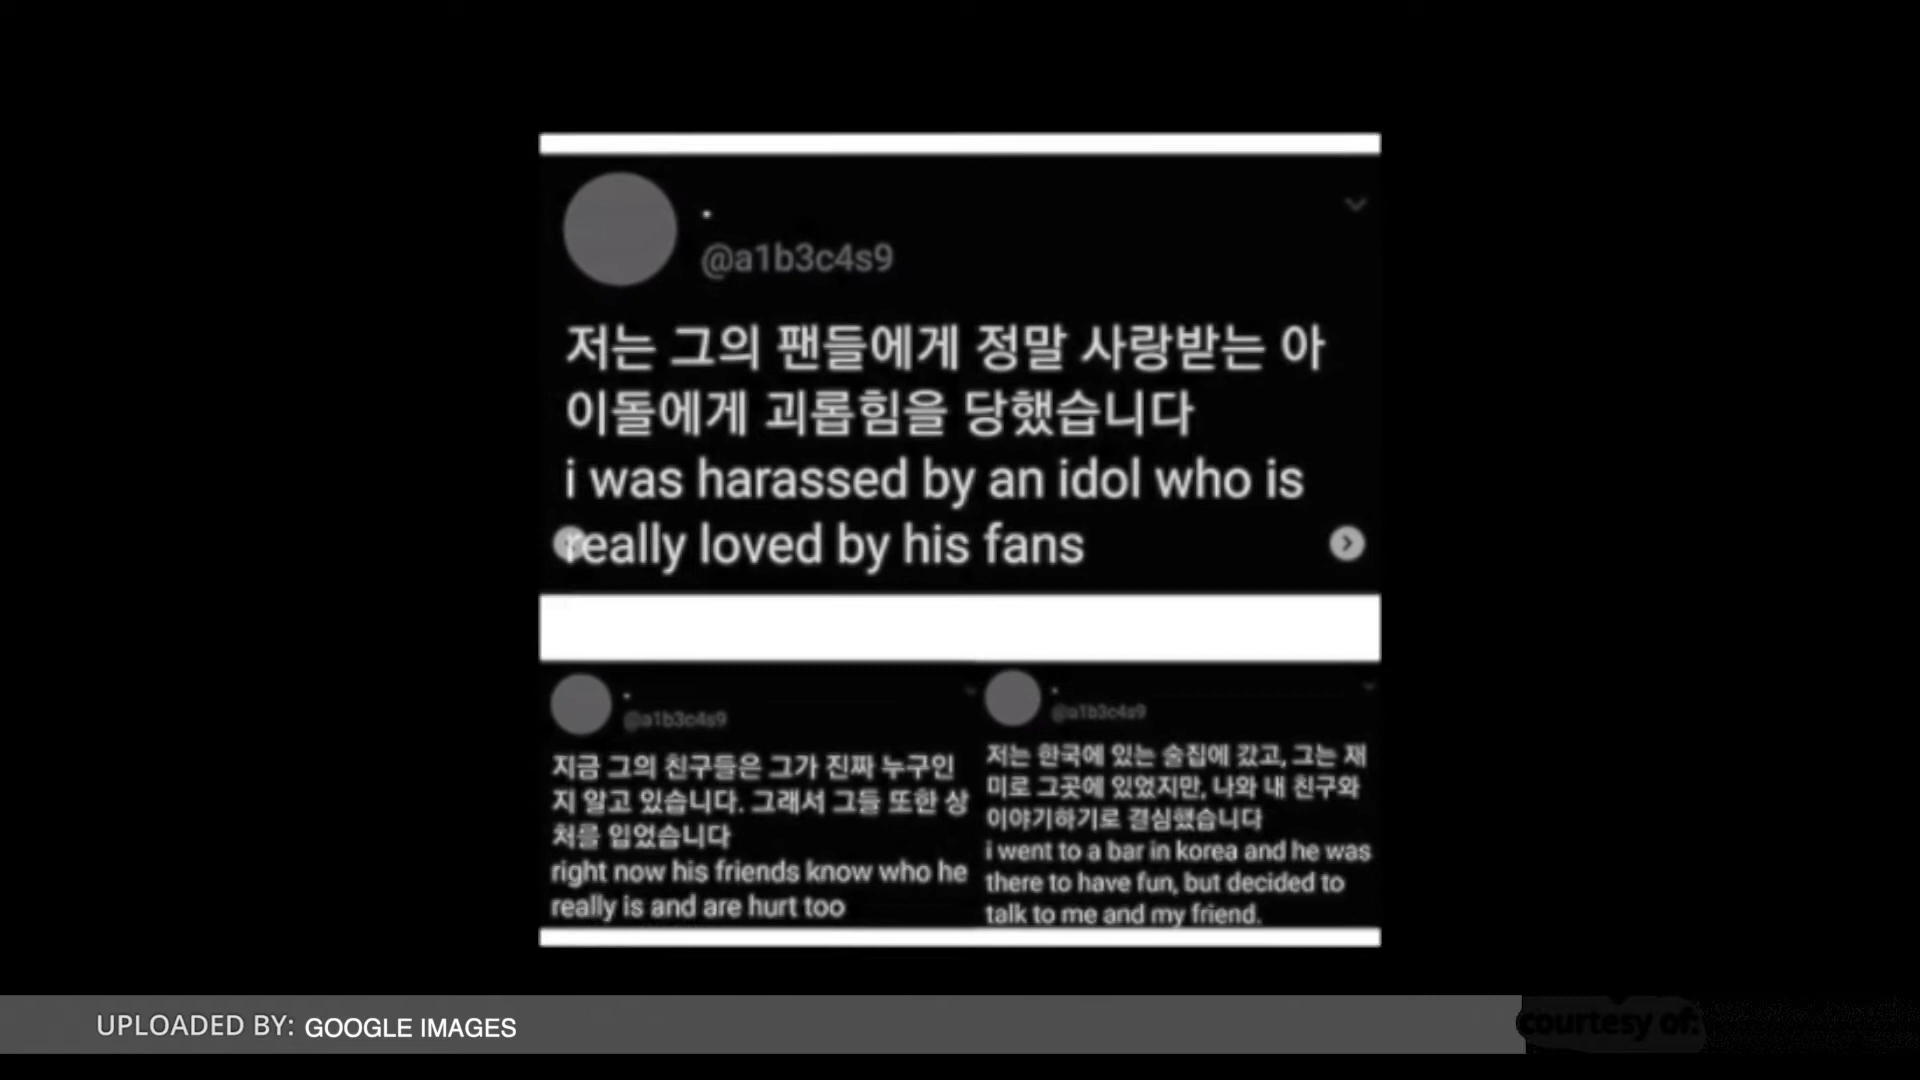 .
@a1b3c4s9
저는 그의 팬들에게 정말 사랑받는 아
이돌에게 괴롭힘을 당했습니다
i was harassed by an idol who is
really loved by his fans
.
@a1b3c4s9
지금 그의 친구들은 그가 진짜 누구인
지 알고 있습니다. 그래서 그들 또한 상
처를 입었습니다
right now his friends know who he
really is and are hurt too
.
@a1b3c4s9
저는 한국에 있는 술집에 갔고, 그는 재
미로 그곳에 있었지만, 나와 내 친구와
이야기하기로 결심했습니다
i went to a bar in korea and he was
there to have fun, but decided to
talk to me and my friend.
UPLOADED BY: GOOGLE IMAGES
courtesy of: